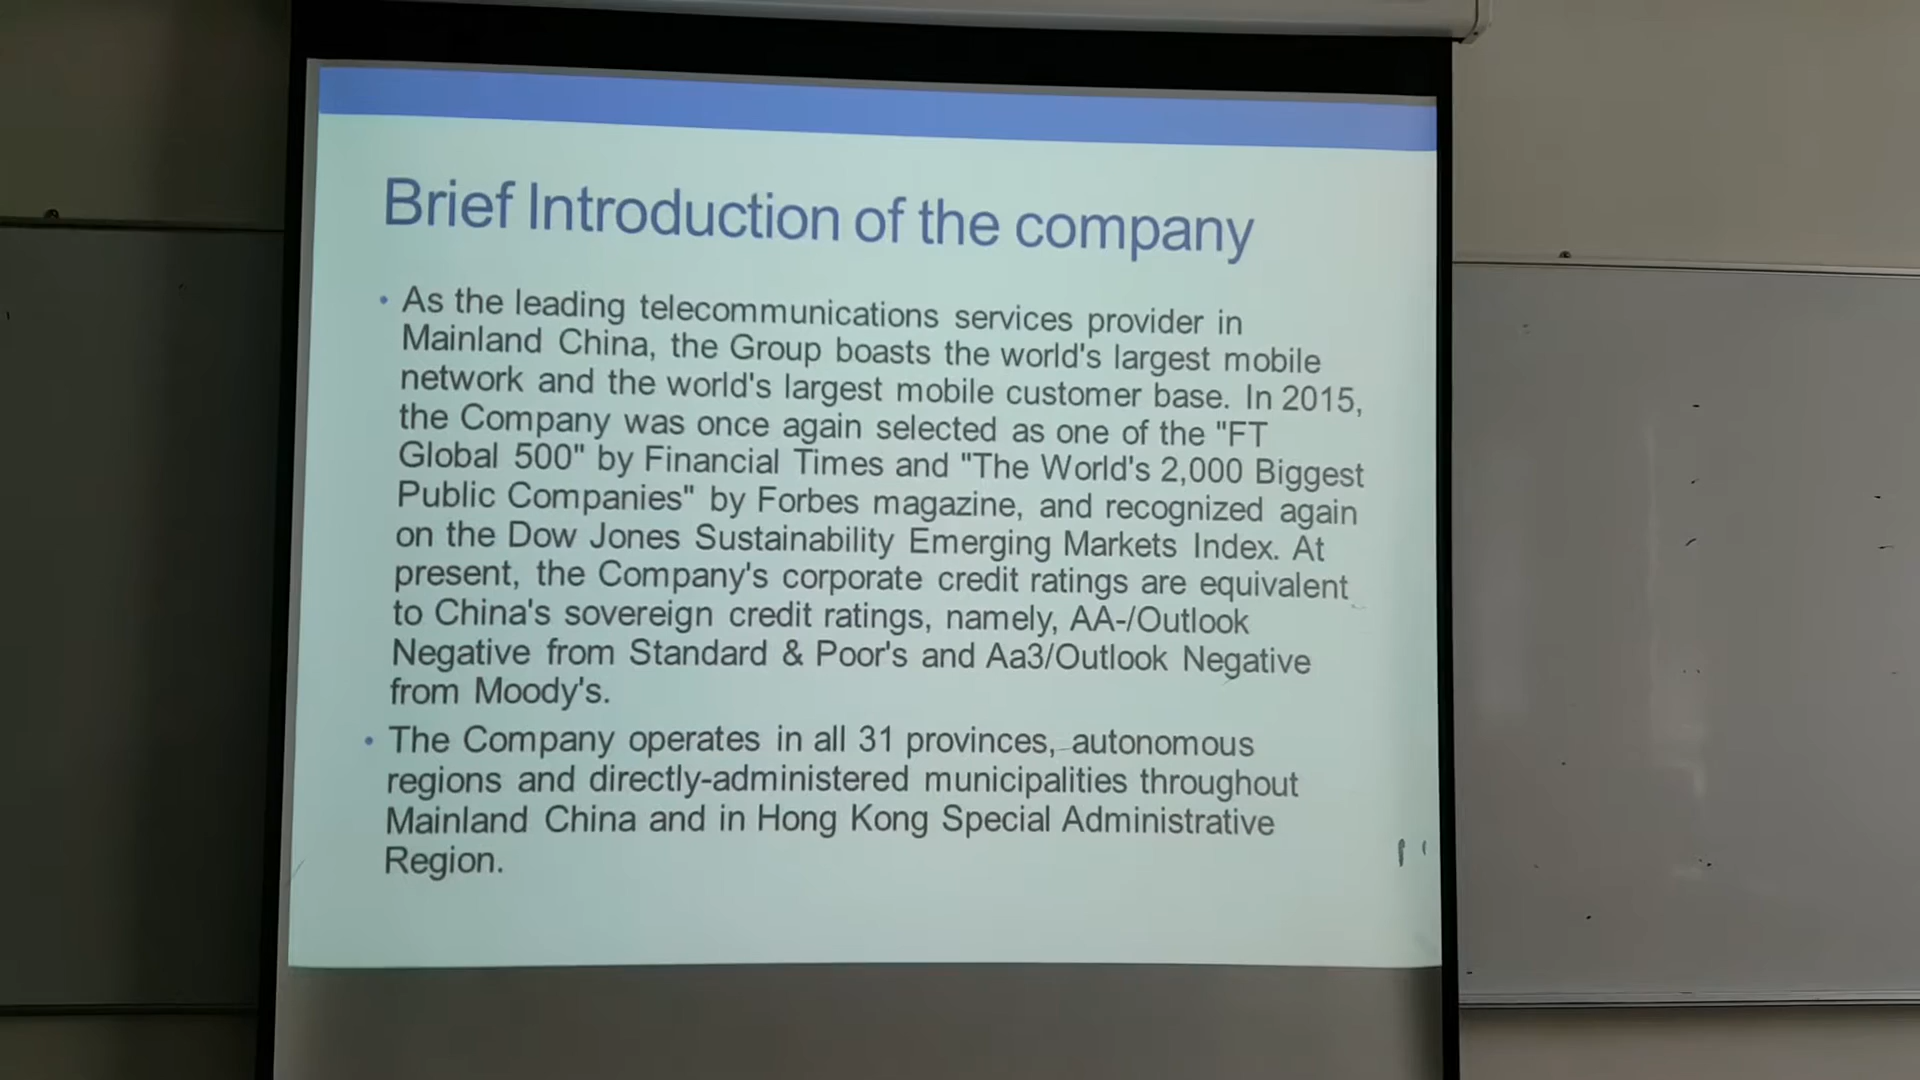 Brief Introduction of the company
• As the leading telecommunications services provider in
Mainland China, the Group boasts the world's largest mobile
network and the world's largest mobile customer base. In 2015,
the Company was once again selected as one of the "FT
Global 500" by Financial Times and "The World's 2,000 Biggest
Public Companies" by Forbes magazine, and recognized again
on the Dow Jones Sustainability Emerging Markets Index. At
present, the Company's corporate credit ratings are equivalent
to China's sovereign credit ratings, namely, AA-/Outlook
Negative from Standard & Poor's and Aa3/Outlook Negative
from Moody's.
• The Company operates in all 31 provinces, autonomous
regions and directly-administered municipalities throughout
Mainland China and in Hong Kong Special Administrative
Region.